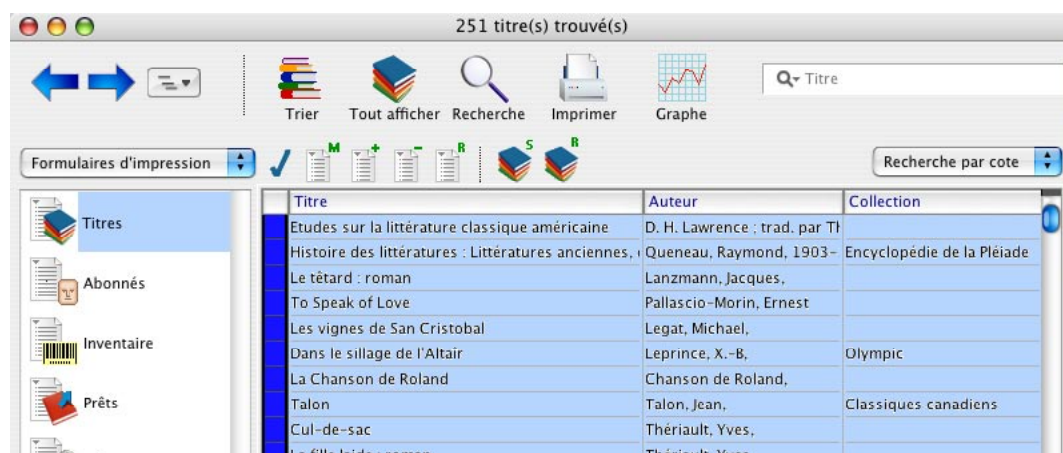 251 titre(s) trouvé(s)
Titre
Trier Tout afficher Recherche Imprimer Graphe
M + - R S R
Formulaires d'impression Recherche par cote
Titre Auteur Collection
Titres
Etudes sur la littérature classique américaine D. H. Lawrence ; trad. par
Histoire des littératures : Littératures anciennes, Queneau, Raymond, 1903- Encyclopédie de la Pléiade
Abonnés
Le têtard : roman Lanzmann, Jacques,
To Speak of Love Pallascio-Morin, Ernest
Les vignes de San Cristobal Legat, Michael,
Inventaire
Dans le sillage de l'Altair Leprince, X.-B, Olympic
La Chanson de Roland Chanson de Roland,
Prêts
Talon Talon, Jean, Classiques canadiens
Cul-de-sac Thériault, Yves,